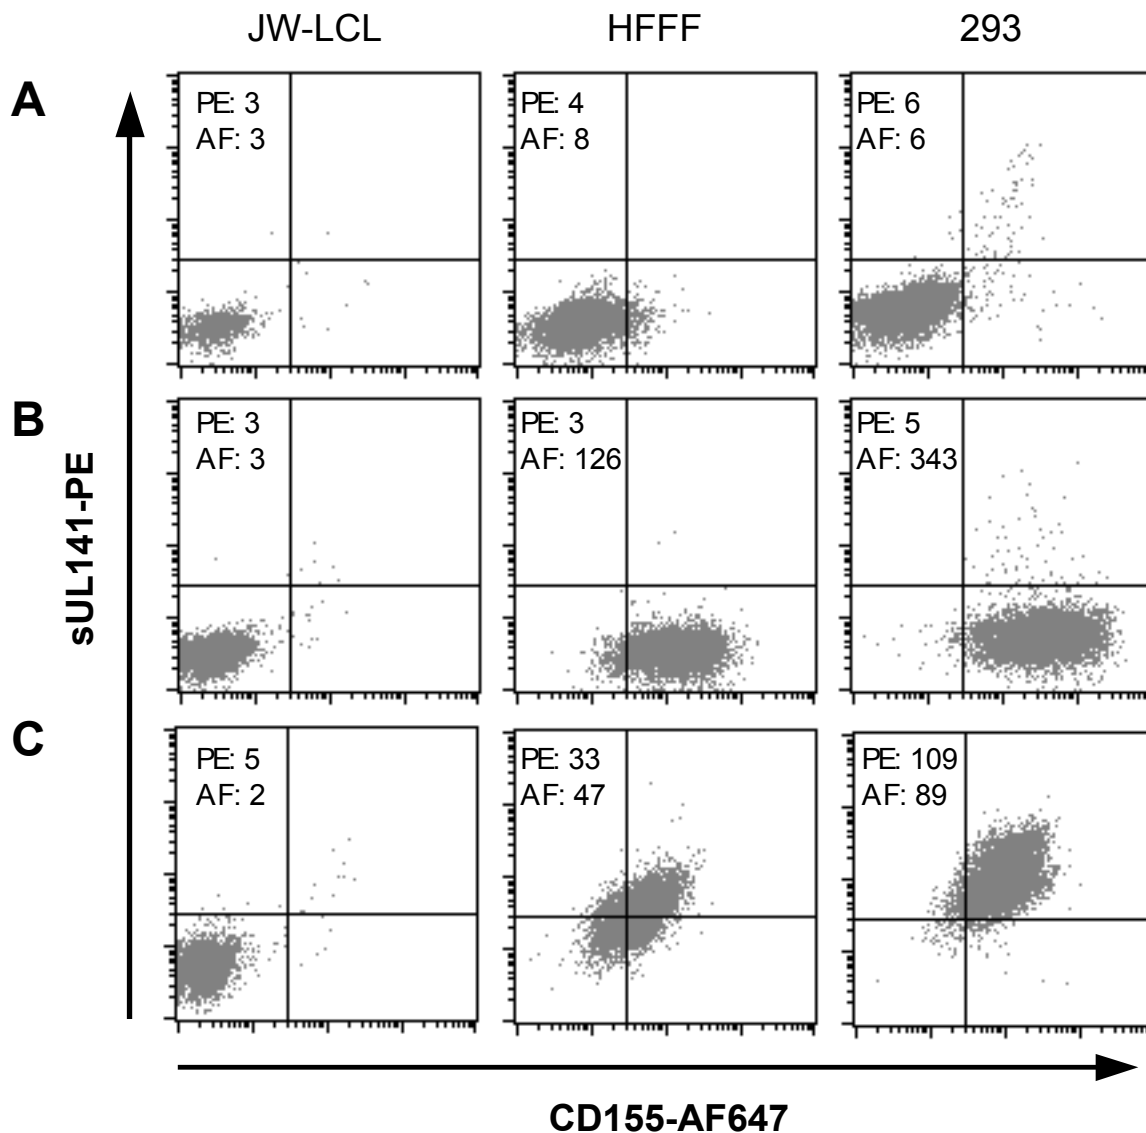 JW-LCL HFFF 293
A
PE: 3
AF: 3
PE: 4
AF: 8
PE: 6
AF: 6
B
PE: 3
AF: 3
PE: 3
AF: 126
PE: 5
AF: 343
C
PE: 5
AF: 2
PE: 33
AF: 47
PE: 109
AF: 89
sUL141-PE
CD155-AF647